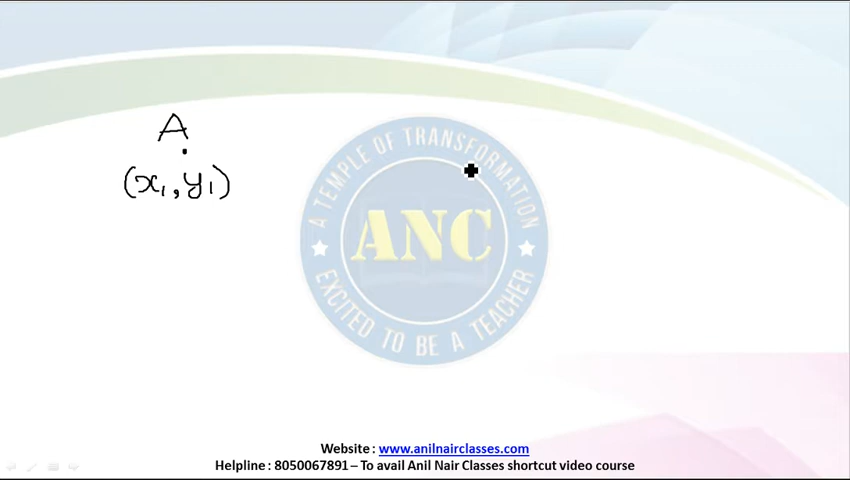 A
(x₁, y₁)
A TEMPLE OF TRANSFORMATION
ANC
EXCITED TO BE A TEACHER
Website : www.anilnairclasses.com
Helpline : 8050067891 – To avail Anil Nair Classes shortcut video course